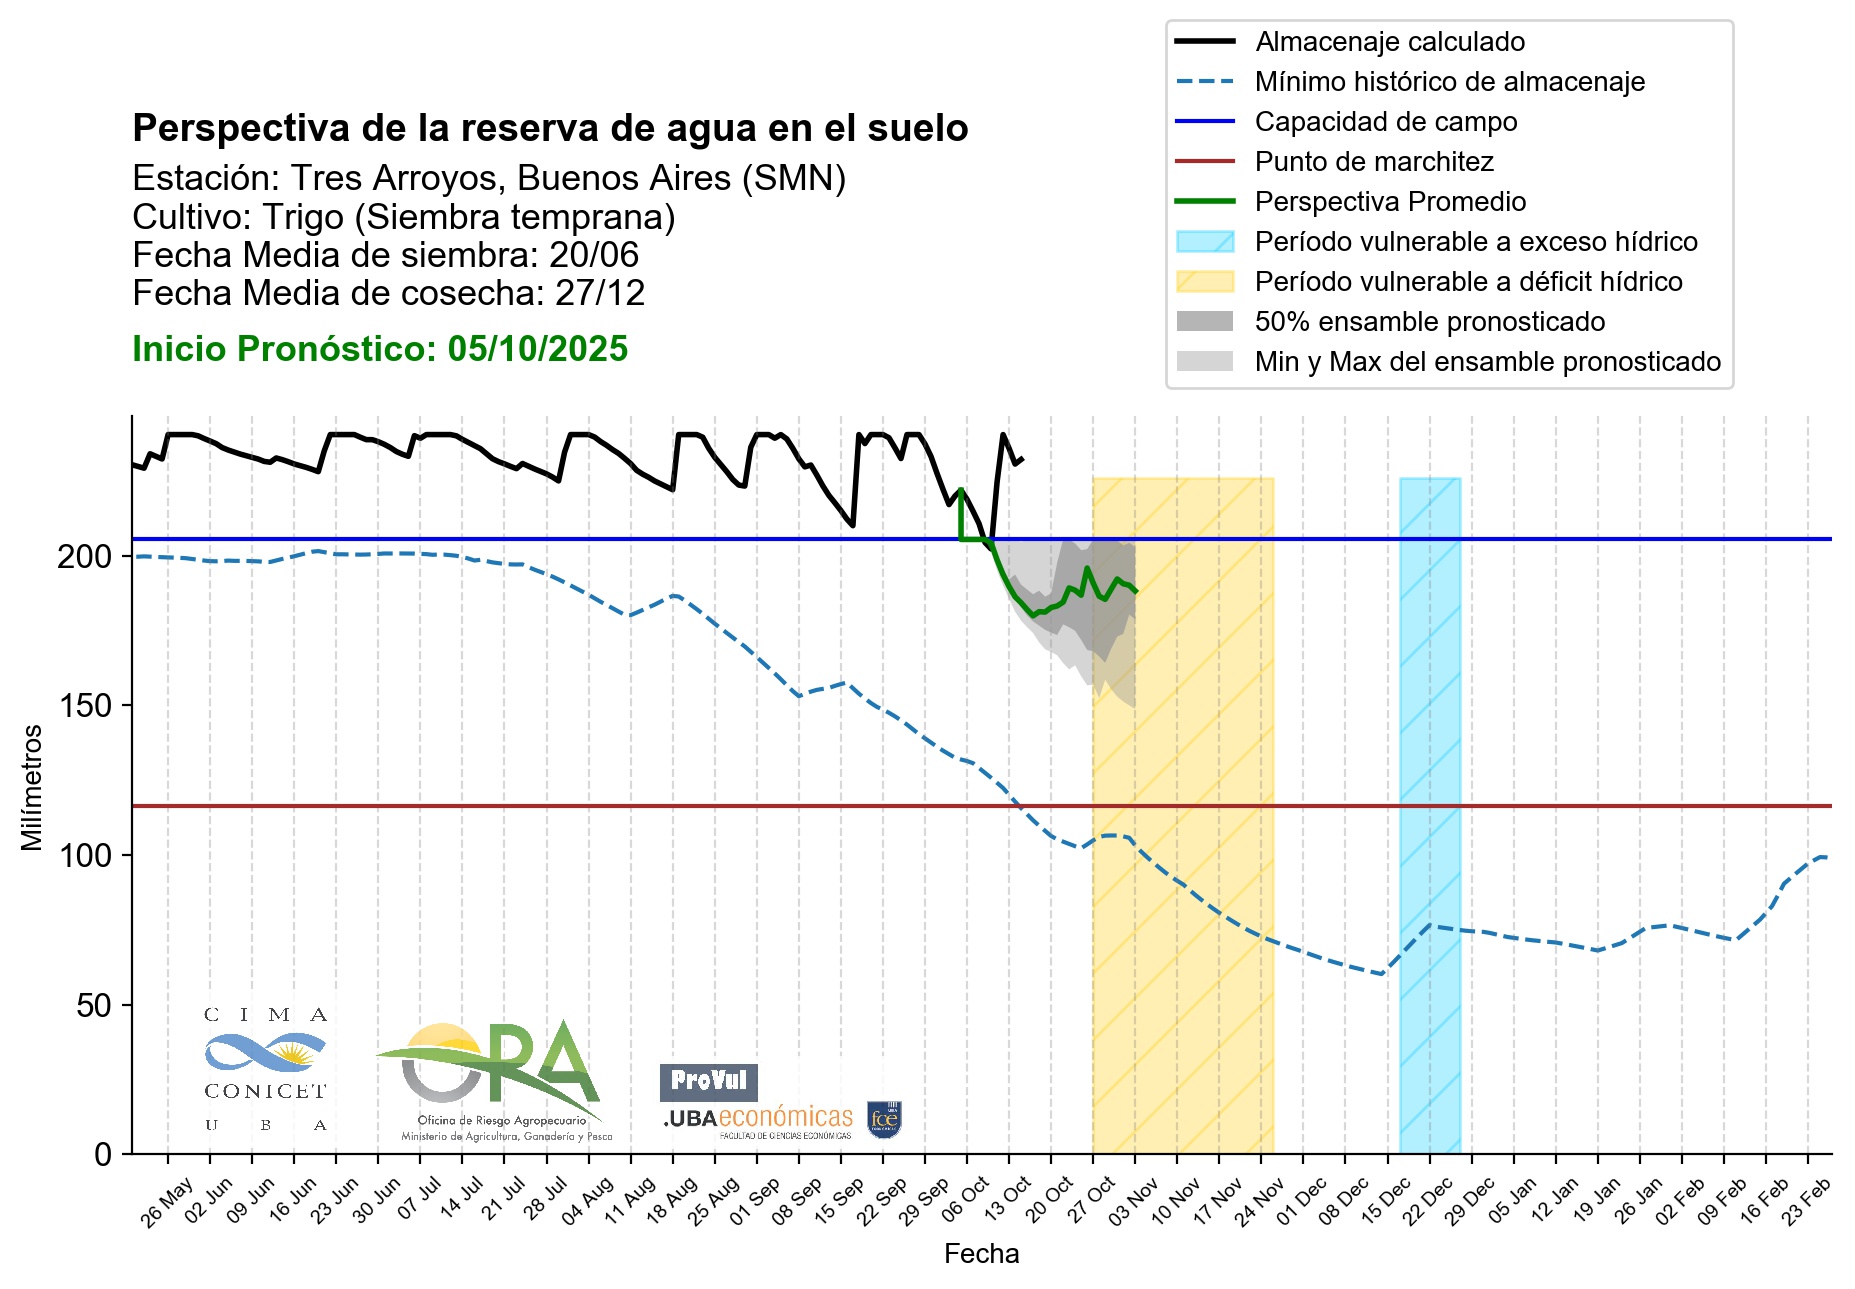 Almacenaje calculado
Mínimo histórico de almacenaje
Capacidad de campo
Punto de marchitez
Perspectiva Promedio
Período vulnerable a exceso hídrico
Período vulnerable a déficit hídrico
50% ensamble pronosticado
Min y Max del ensamble pronosticado
Perspectiva de la reserva de agua en el suelo
Estación: Tres Arroyos, Buenos Aires (SMN)
Cultivo: Trigo (Siembra temprana)
Fecha Media de siembra: 20/06
Fecha Media de cosecha: 27/12
Inicio Pronóstico: 05/10/2025
200
150
100
50
0
Milímetros
C I M A
CONICET
U B A
ORA
Oficina de Riesgo Agropecuario
Ministerio de Agricultura, Ganadería y Pesca
ProVul
.UBAeconómicas
FACULTAD DE CIENCIAS ECONÓMICAS
UBA
fce
26 May
02 Jun
09 Jun
16 Jun
23 Jun
30 Jun
07 Jul
14 Jul
21 Jul
28 Jul
04 Aug
11 Aug
18 Aug
25 Aug
01 Sep
08 Sep
15 Sep
22 Sep
29 Sep
06 Oct
13 Oct
20 Oct
27 Oct
03 Nov
10 Nov
17 Nov
24 Nov
01 Dec
08 Dec
15 Dec
22 Dec
29 Dec
05 Jan
12 Jan
19 Jan
26 Jan
02 Feb
09 Feb
16 Feb
23 Feb
Fecha